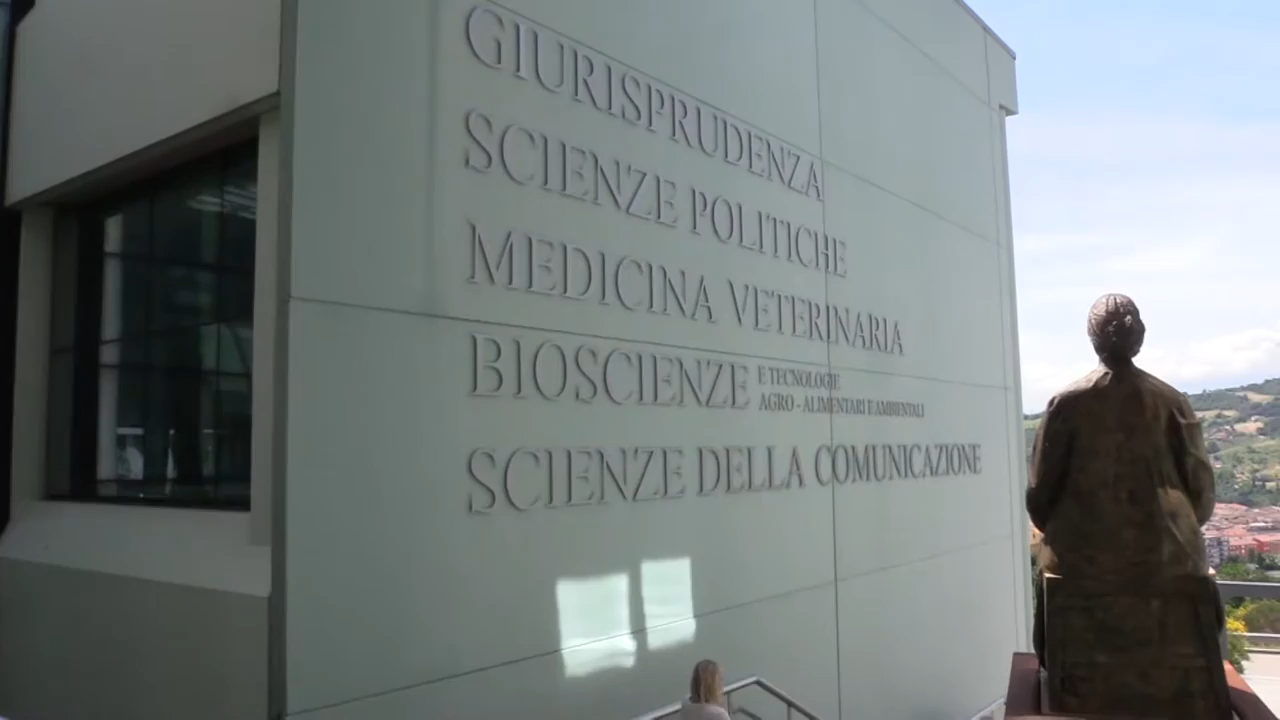 GIURISPRUDENZA
SCIENZE POLITICHE
MEDICINA VETERINARIA
BIOSCIENZE E TECNOLOGIE
AGRO - ALIMENTARI E AMBIENTALI
SCIENZE DELLA COMUNICAZIONE